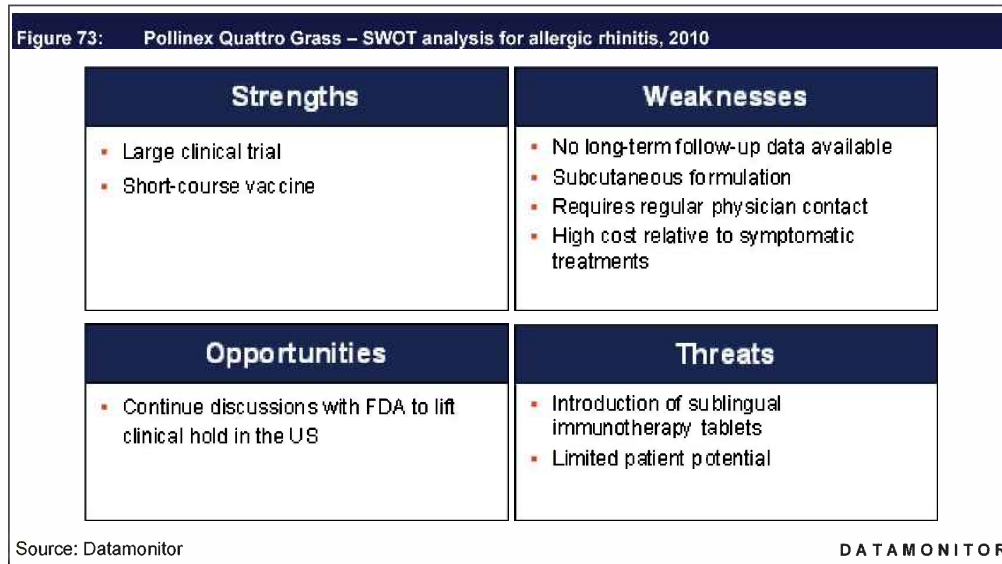 Figure 73: Pollinex Quattro Grass – SWOT analysis for allergic rhinitis, 2010
Strengths
▪ Large clinical trial
▪ Short-course vaccine
Weaknesses
▪ No long-term follow-up data available
▪ Subcutaneous formulation
▪ Requires regular physician contact
▪ High cost relative to symptomatic
treatments
Opportunities
▪ Continue discussions with FDA to lift
clinical hold in the US
Threats
▪ Introduction of sublingual
immunotherapy tablets
▪ Limited patient potential
Source: Datamonitor
DATAMONITOR